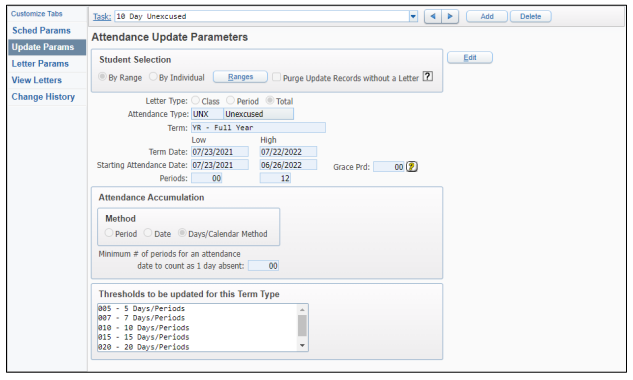 Customize Tabs
Sched Params
Update Params
Letter Params
View Letters
Change History
Task: 10 Day Unexcused
Add Delete
Attendance Update Parameters
Edit
Student Selection
By Range By Individual Ranges Purge Update Records without a Letter ?
Letter Type: Class Period Total
Attendance Type: UNX Unexcused
Term: YR - Full Year
Low High
Term Date: 07/23/2021 07/22/2022
Starting Attendance Date: 07/23/2021 06/26/2022 Grace Prd: 00 ?
Periods: 00 12
Attendance Accumulation
Method
Period Date Days/Calendar Method
Minimum # of periods for an attendance
date to count as 1 day absent: 00
Thresholds to be updated for this Term Type
005 - 5 Days/Periods
007 - 7 Days/Periods
010 - 10 Days/Periods
015 - 15 Days/Periods
020 - 20 Days/Periods